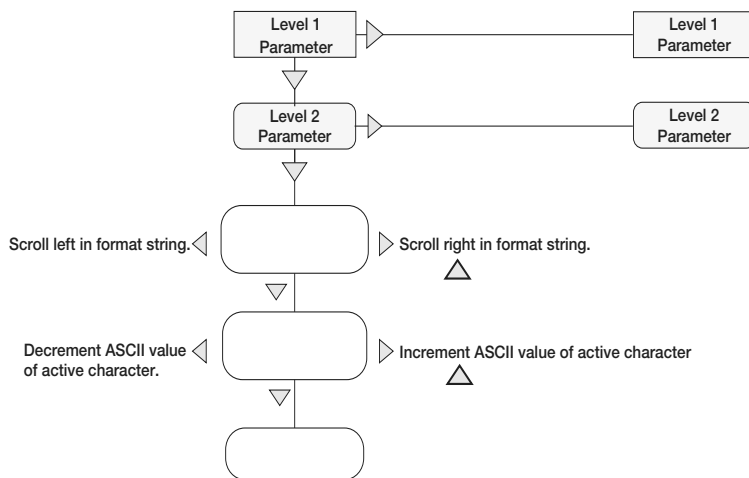 Level 1
Parameter
Level 1
Parameter
Level 2
Parameter
Level 2
Parameter
Scroll left in format string.
Scroll right in format string.
Decrement ASCII value
of active character.
Increment ASCII value of active character